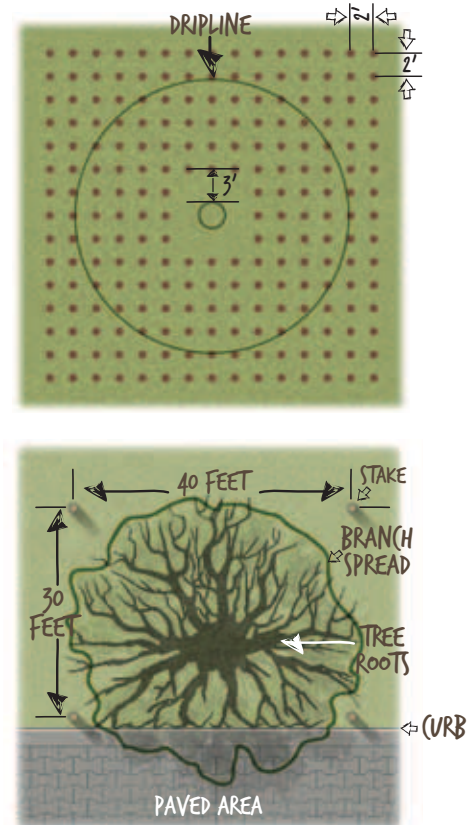 DRIPLINE
2'
2'
3'
40 FEET
STAKE
BRANCH
SPREAD
30
FEET
TREE
ROOTS
CURB
PAVED AREA